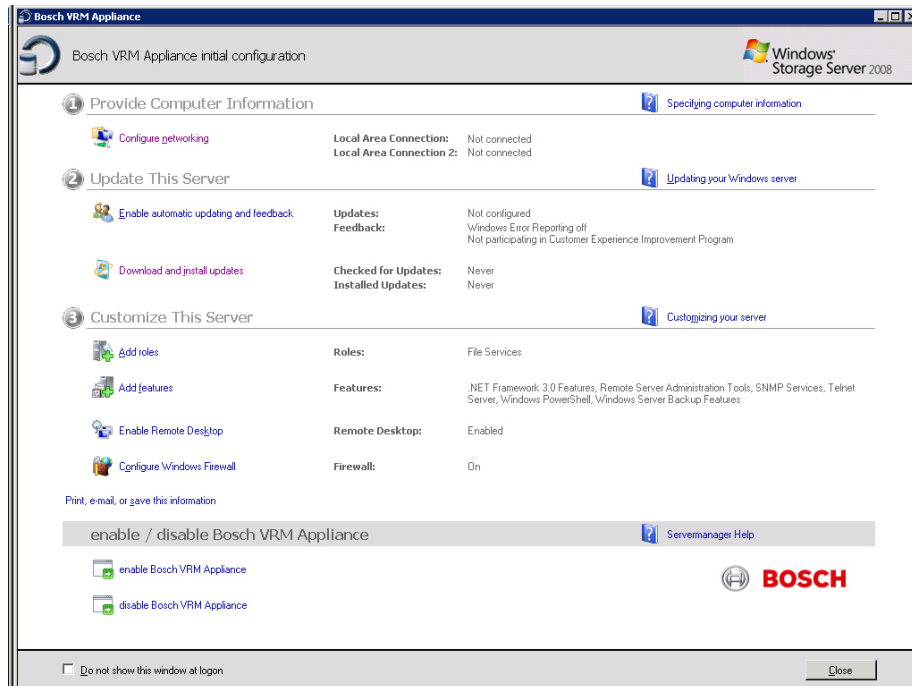 Bosch VRM Appliance
Bosch VRM Appliance initial configuration
Windows
Storage Server 2008
1 Provide Computer Information
Specifying computer information
Configure networking
Local Area Connection: Not connected
Local Area Connection 2: Not connected
2 Update This Server
Updating your Windows server
Enable automatic updating and feedback
Updates: Not configured
Feedback: Windows Error Reporting off
Not participating in Customer Experience Improvement Program
Download and install updates
Checked for Updates: Never
Installed Updates: Never
3 Customize This Server
Customizing your server
Add roles
Roles: File Services
Add features
Features: .NET Framework 3.0 Features, Remote Server Administration Tools, SNMP Services, Telnet
Server, Windows PowerShell, Windows Server Backup Features
Enable Remote Desktop
Remote Desktop: Enabled
Configure Windows Firewall
Firewall: On
Print, e-mail, or save this information
enable / disable Bosch VRM Appliance
Servermanager Help
enable Bosch VRM Appliance
BOSCH
disable Bosch VRM Appliance
Do not show this window at logon
Close